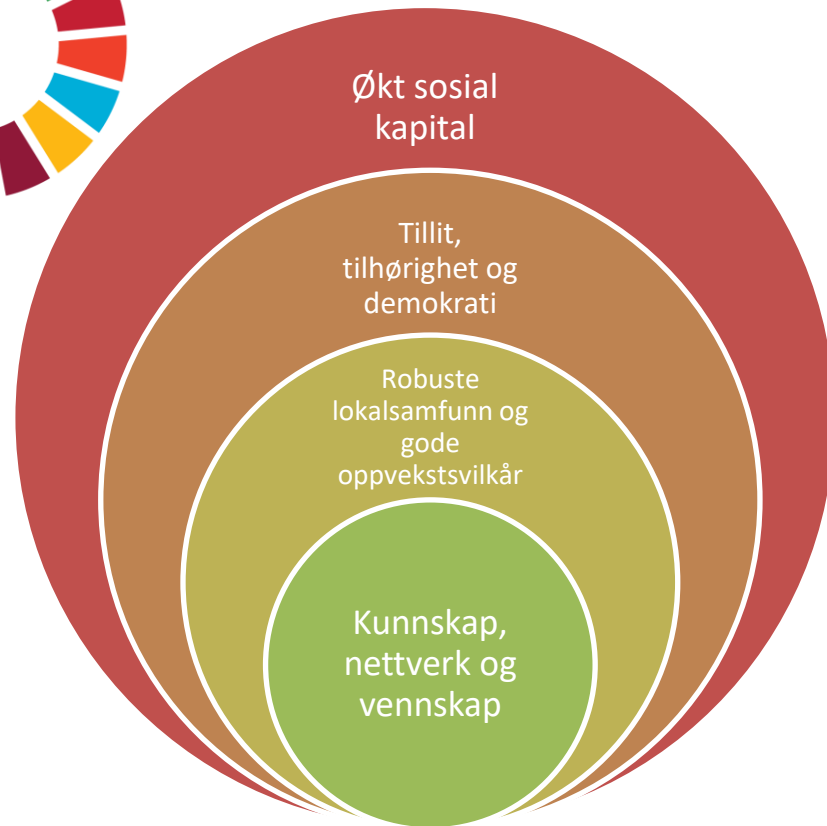 Økt sosial
kapital
Tillit,
tilhørighet og
demokrati
Robuste
lokalsamfunn og
gode
oppvekstsvilkår
Kunnskap,
nettverk og
vennskap